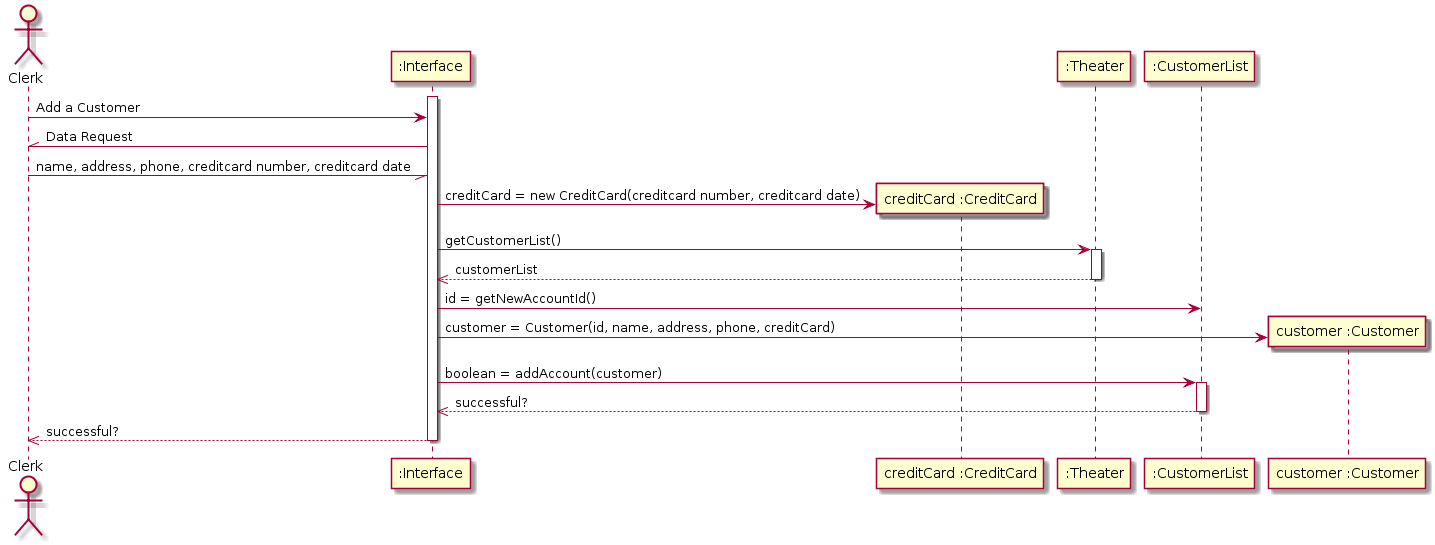 Clerk
:Interface
:Theater
:CustomerList
Add a Customer
Data Request
name, address, phone, creditcard number, creditcard date
creditCard = new CreditCard(creditcard number, creditcard date)
creditCard :CreditCard
getCustomerList()
customerList
id = getNewAccountId()
customer = Customer(id, name, address, phone, creditCard)
customer :Customer
boolean = addAccount(customer)
successful?
successful?
Clerk
:Interface
creditCard :CreditCard
:Theater
:CustomerList
customer :Customer